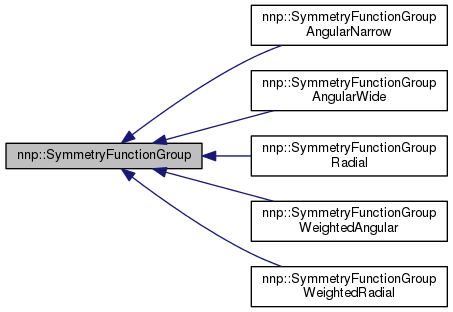 nnp::SymmetryFunctionGroup
AngularNarrow
nnp::SymmetryFunctionGroup
AngularWide
nnp::SymmetryFunctionGroup
nnp::SymmetryFunctionGroup
Radial
nnp::SymmetryFunctionGroup
WeightedAngular
nnp::SymmetryFunctionGroup
WeightedRadial